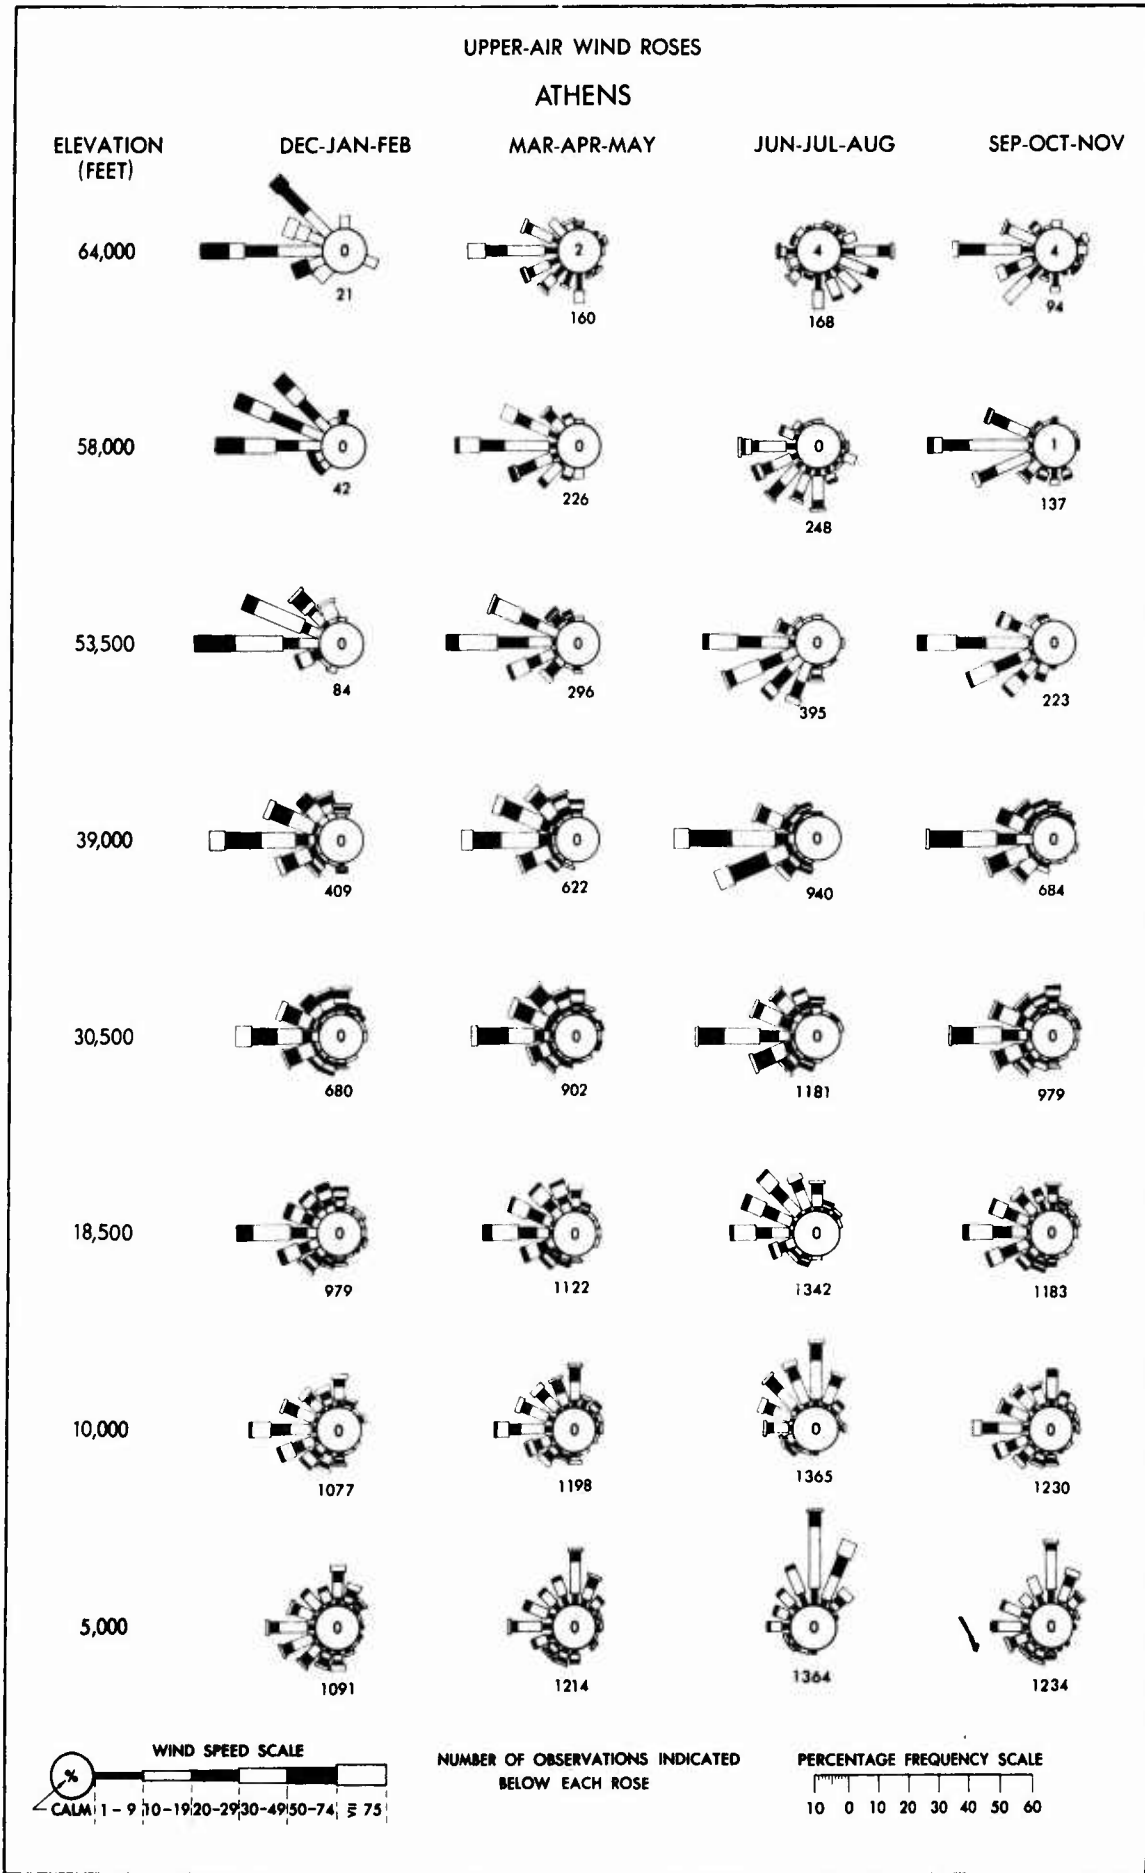 UPPER-AIR WIND ROSES
ATHENS
ELEVATION (FEET) DEC-JAN-FEB MAR-APR-MAY JUN-JUL-AUG SEP-OCT-NOV
64,000 0 2 4 4
21 160 168 94
58,000 0 0 0 1
42 226 248 137
53,500 0 0 0 0
84 296 395 223
39,000 0 0 0 0
409 622 940 684
30,500 0 0 0 0
680 902 1181 979
18,500 0 0 0 0
979 1122 1342 1183
10,000 0 0 0 0
1077 1198 1365 1230
5,000 0 0 0 0
1091 1214 1364 1234
WIND SPEED SCALE
%
CALM 1-9 10-19 20-29 30-49 50-74 ≥ 75
NUMBER OF OBSERVATIONS INDICATED
BELOW EACH ROSE
PERCENTAGE FREQUENCY SCALE
10 0 10 20 30 40 50 60